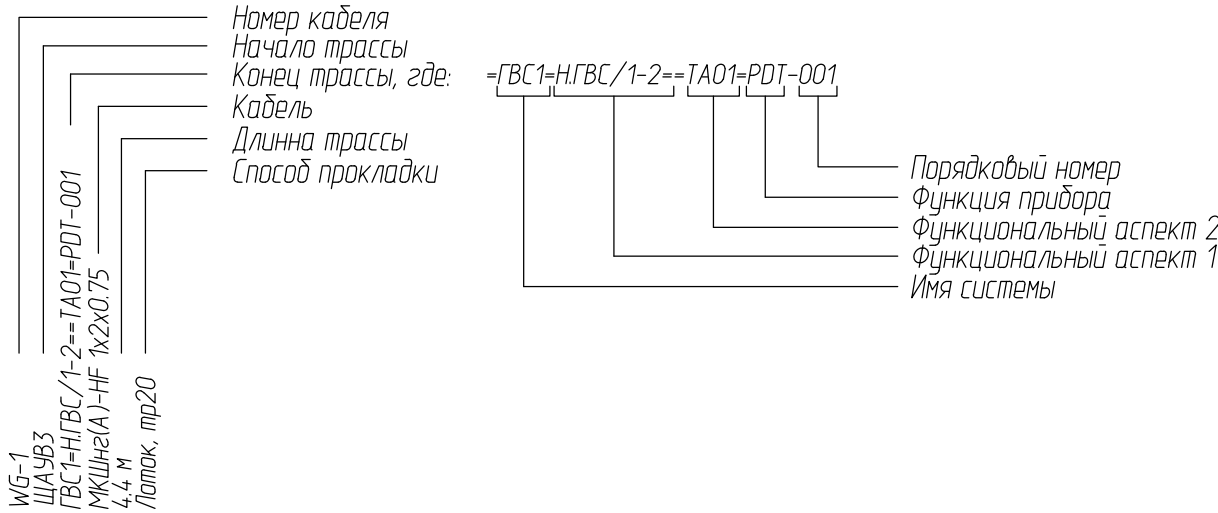 Номер кабеля
Начало трассы
Конец трассы, где:
=ГВС1=Н.ГВС/1-2==ТА01=PDT-001
Кабель
Длинна трассы
Способ прокладки
Порядковый номер
Функция прибора
Функциональный аспект 2
Функциональный аспект 1
Имя системы
WG-1
ЩАУВ3
ГВС1=Н.ГВС/1-2==ТА01=PDT-001
МКШнг(А)-HF 1х2х0.75
4.4 м
Лоток, тр20